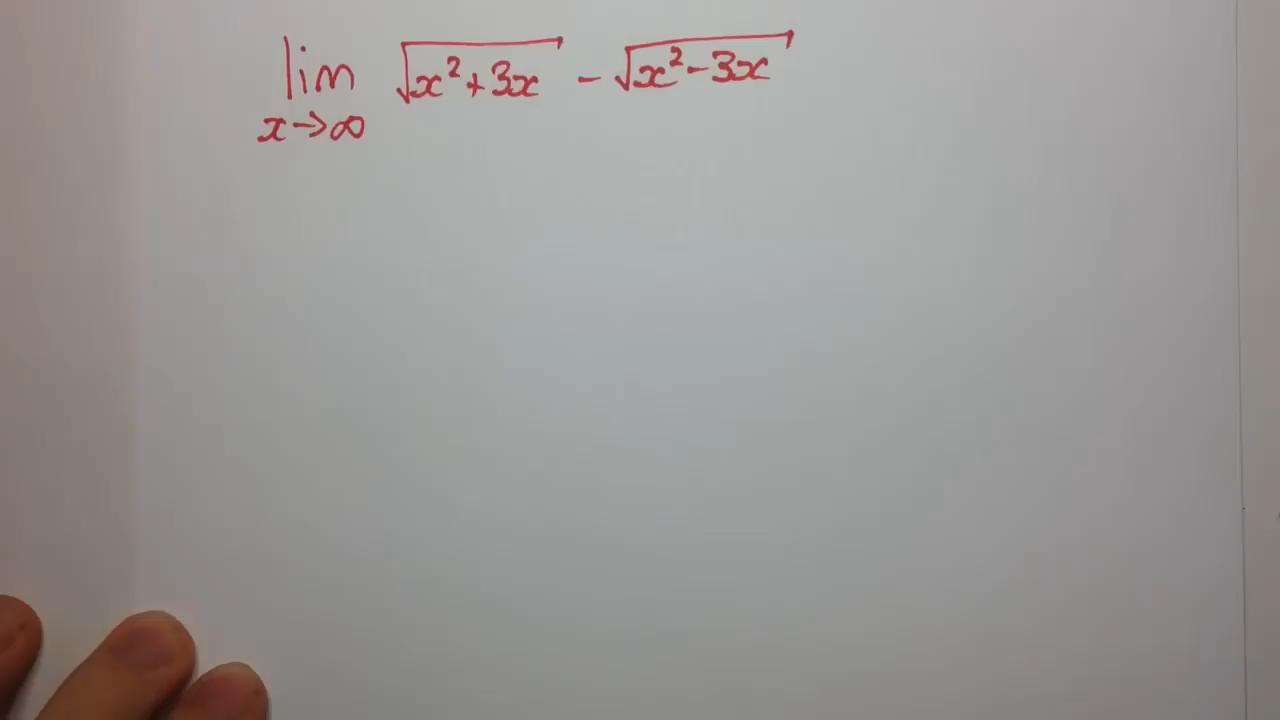 lim √(x²+3x) - √(x²-3x)
x→∞